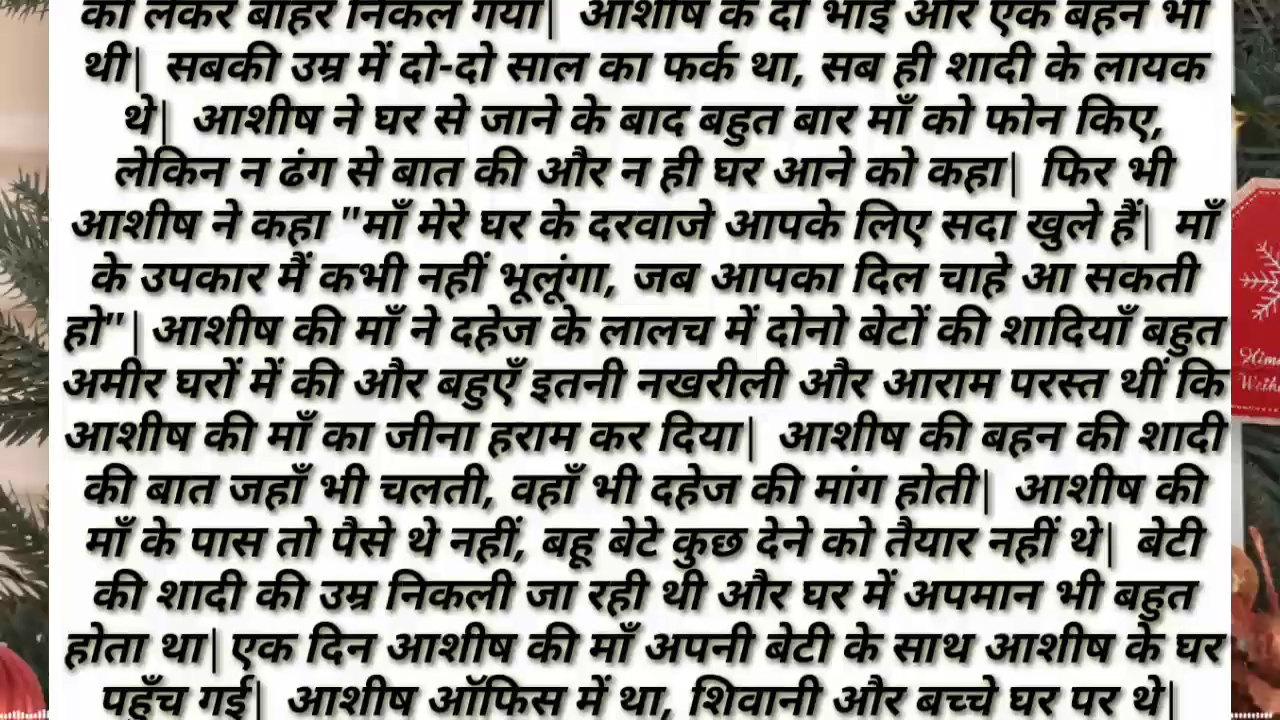 को लेकर बाहर निकल गया| आशीष के दो भाई और एक बहन भी
थी| सबकी उम्र में दो-दो साल का फर्क था, सब ही शादी के लायक
थे| आशीष ने घर से जाने के बाद बहुत बार माँ को फोन किए,
लेकिन न ढंग से बात की और न ही घर आने को कहा| फिर भी
आशीष ने कहा "माँ मेरे घर के दरवाजे आपके लिए सदा खुले हैं| माँ
के उपकार मैं कभी नहीं भूलूंगा, जब आपका दिल चाहे आ सकती
हो"| आशीष की माँ ने दहेज के लालच में दोनो बेटों की शादियाँ बहुत
अमीर घरों में की और बहुएँ इतनी नखरीली और आराम परस्त थीं कि
आशीष की माँ का जीना हराम कर दिया| आशीष की बहन की शादी
की बात जहाँ भी चलती, वहाँ भी दहेज की मांग होती| आशीष की
माँ के पास तो पैसे थे नहीं, बहू बेटे कुछ देने को तैयार नहीं थे| बेटी
की शादी की उम्र निकली जा रही थी और घर में अपमान भी बहुत
होता था| एक दिन आशीष की माँ अपनी बेटी के साथ आशीष के घर
पहुँच गई| आशीष ऑफिस में था, शिवानी और बच्चे घर पर थे|